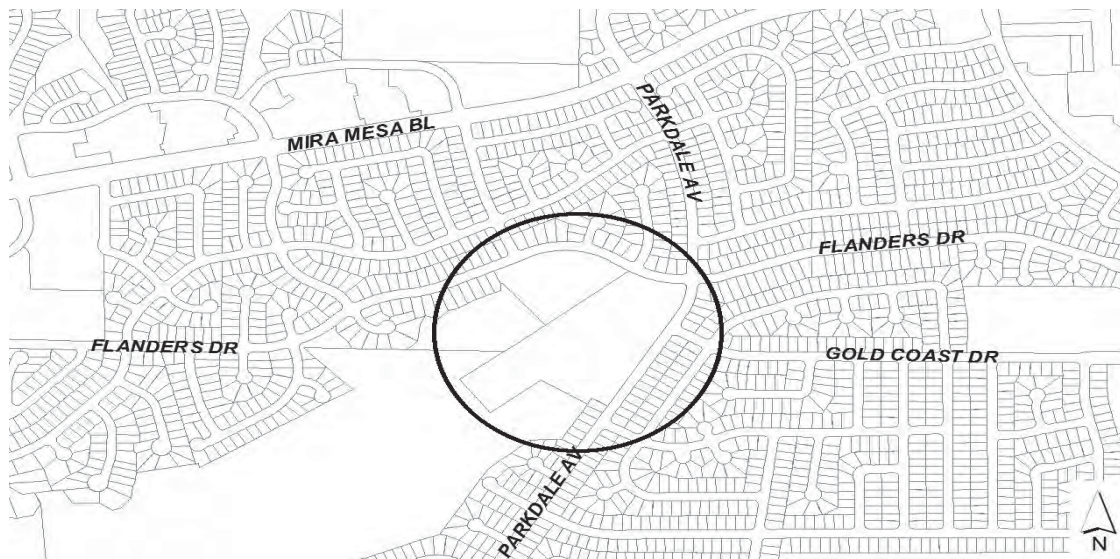 MIRA MESA BL
PARKDALE AV
FLANDERS DR
FLANDERS DR
GOLD COAST DR
PARKDALE AV
N